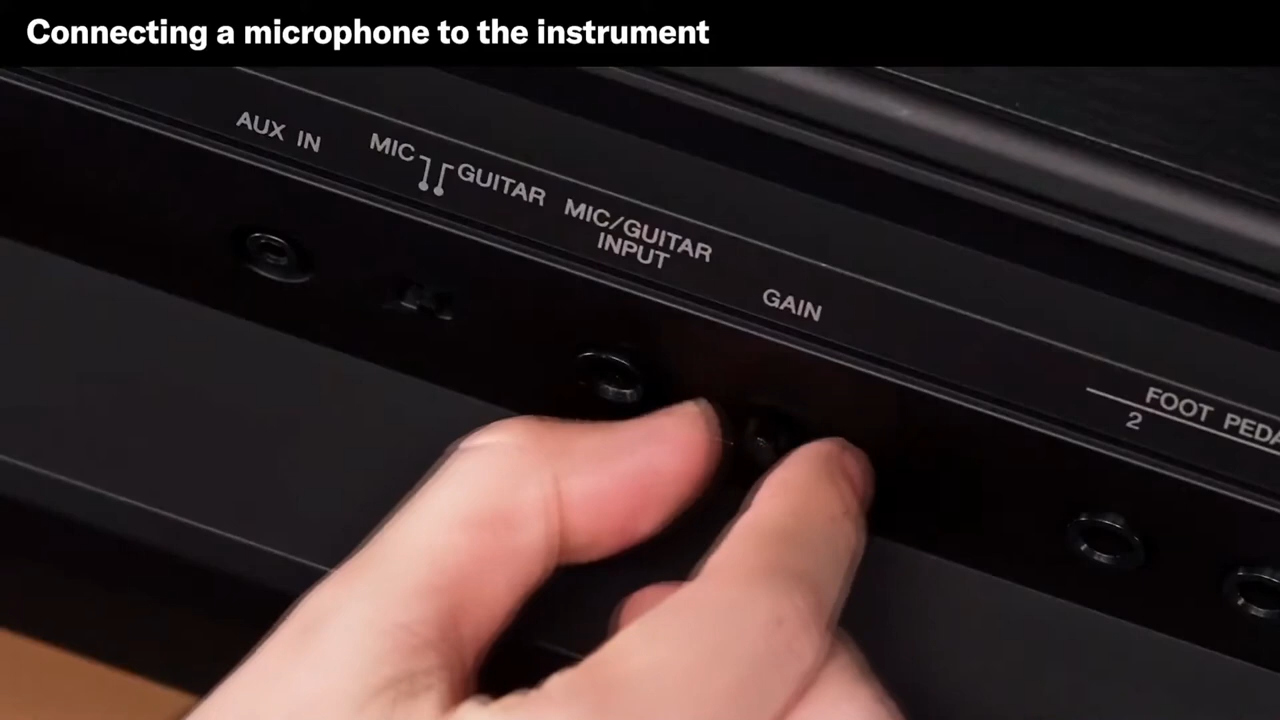 Connecting a microphone to the instrument
AUX IN
MIC
GUITAR
MIC/GUITAR
INPUT
GAIN
FOOT
2